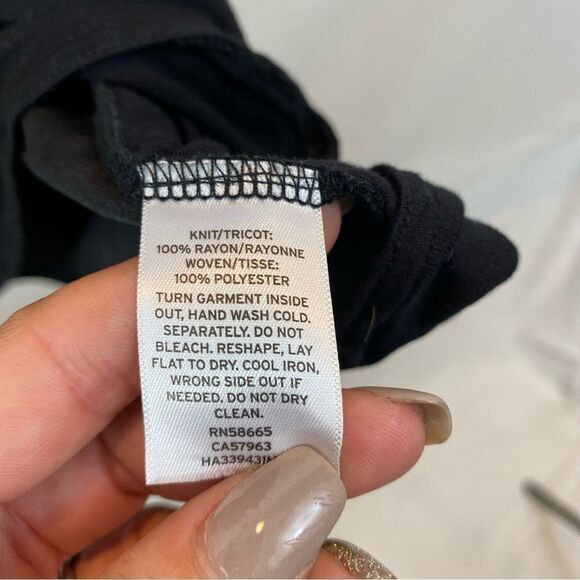 KNIT/TRICOT:
100% RAYON/RAYONNE
WOVEN/TISSE:
100% POLYESTER
TURN GARMENT INSIDE
OUT, HAND WASH COLD.
SEPARATELY. DO NOT
BLEACH. RESHAPE, LAY
FLAT TO DRY. COOL IRON,
WRONG SIDE OUT IF
NEEDED. DO NOT DRY
CLEAN.
RN58665
CA57963